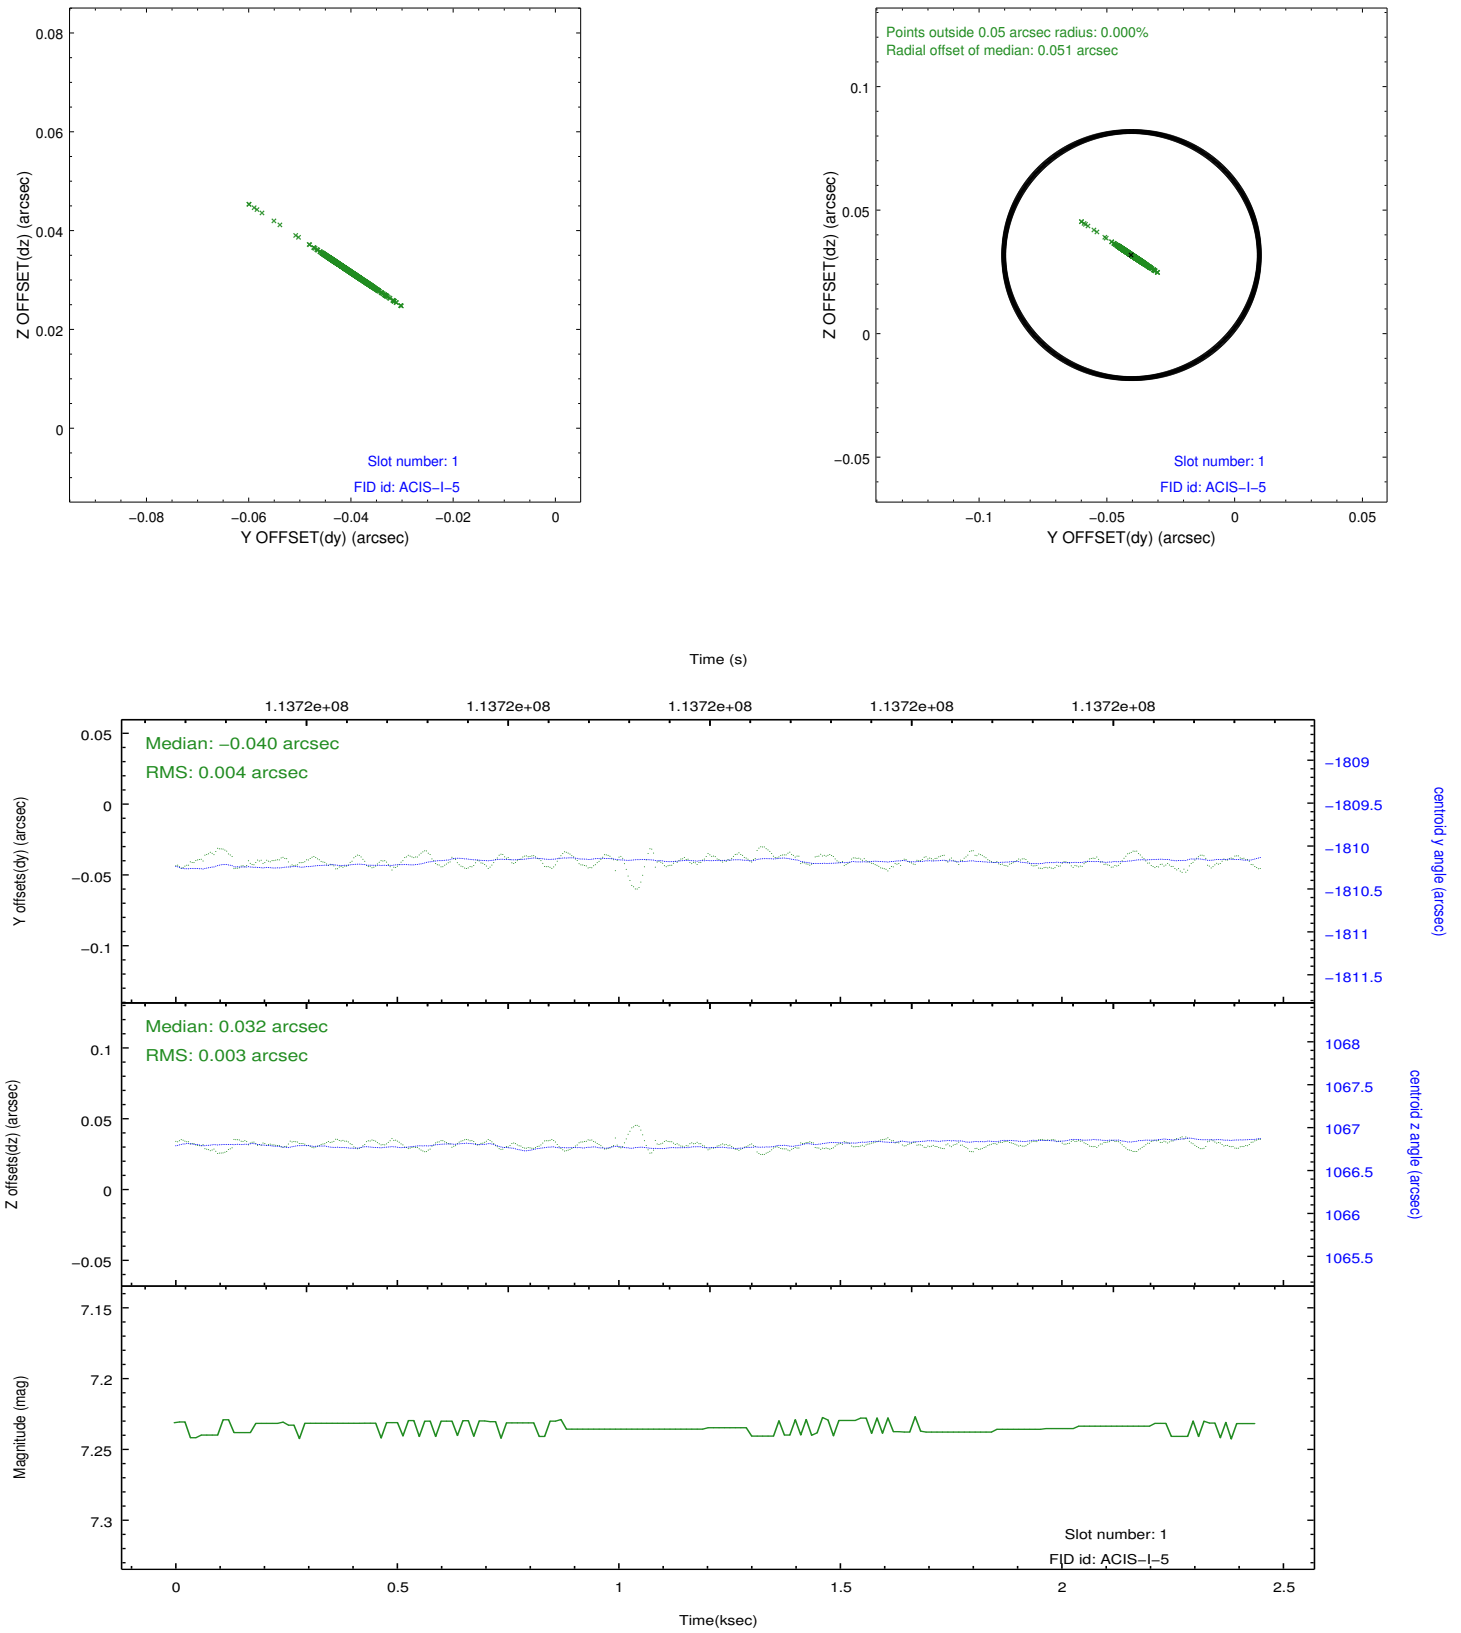 0.08
0.06
0.04
0.02
0
Z OFFSET(dz) (arcsec)
Slot number: 1
FID id: ACIS−I−5
−0.08
−0.06
−0.04
−0.02
0
Y OFFSET(dy) (arcsec)
Points outside 0.05 arcsec radius: 0.000%
Radial offset of median: 0.051 arcsec
0.1
0.05
0
−0.05
Z OFFSET(dz) (arcsec)
Slot number: 1
FID id: ACIS−I−5
−0.1
−0.05
0
0.05
Y OFFSET(dy) (arcsec)
Time (s)
1.1372e+08
1.1372e+08
1.1372e+08
1.1372e+08
1.1372e+08
Median: −0.040 arcsec
RMS: 0.004 arcsec
0.05
0
−0.05
−0.1
Y offsets(dy) (arcsec)
−1809
−1809.5
−1810
−1810.5
−1811
−1811.5
centroid y angle (arcsec)
Median: 0.032 arcsec
RMS: 0.003 arcsec
0.1
0.05
0
−0.05
Z offsets(dz) (arcsec)
1068
1067.5
1067
1066.5
1066
1065.5
centroid z angle (arcsec)
7.15
7.2
7.25
7.3
Magnitude (mag)
Slot number: 1
FID id: ACIS−I−5
0
0.5
1
1.5
2
2.5
Time(ksec)